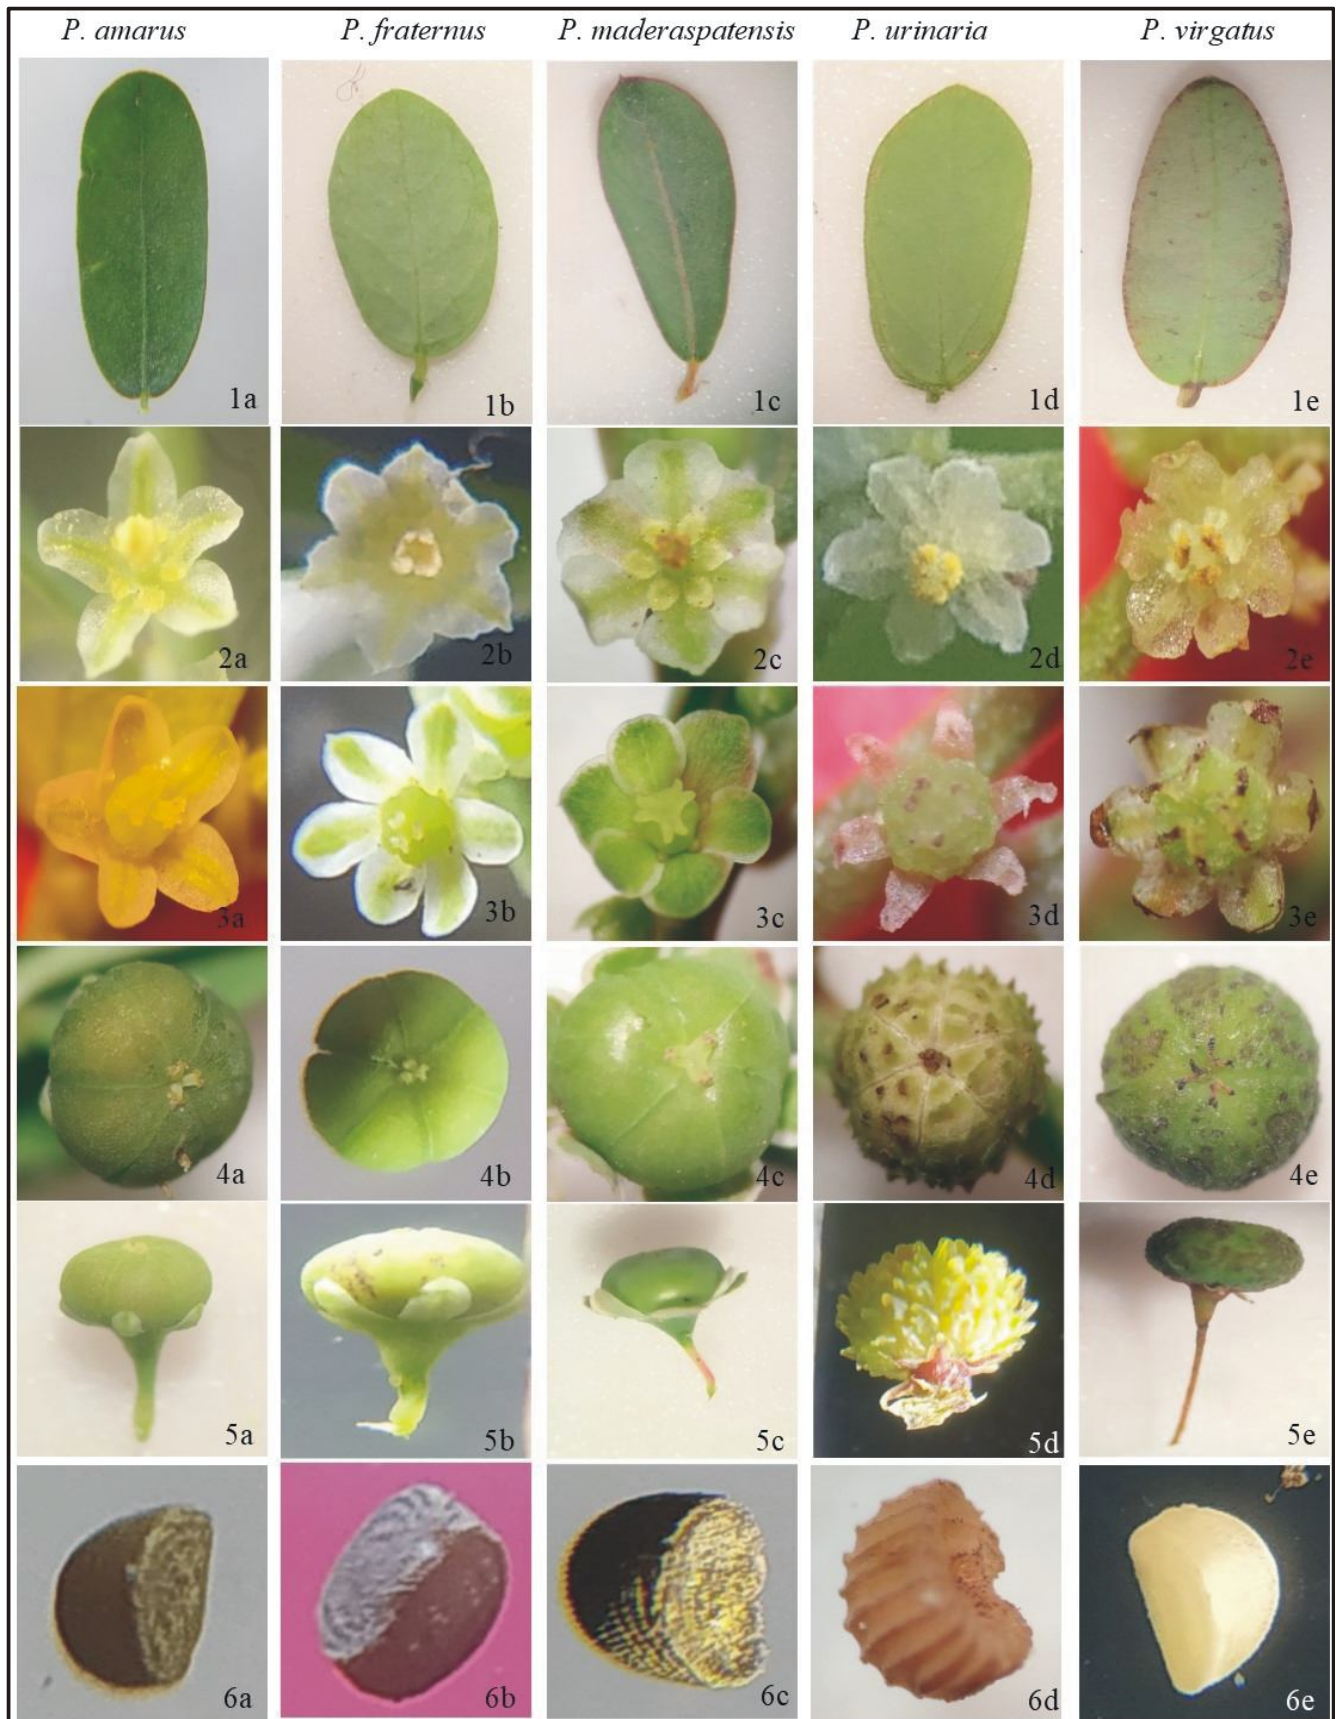 P. amarus P. fraternus P. maderaspatensis P. urinaria P. virgatus
1a 1b 1c 1d 1e
2a 2b 2c 2d 2e
3a 3b 3c 3d 3e
4a 4b 4c 4d 4e
5a 5b 5c 5d 5e
6a 6b 6c 6d 6e